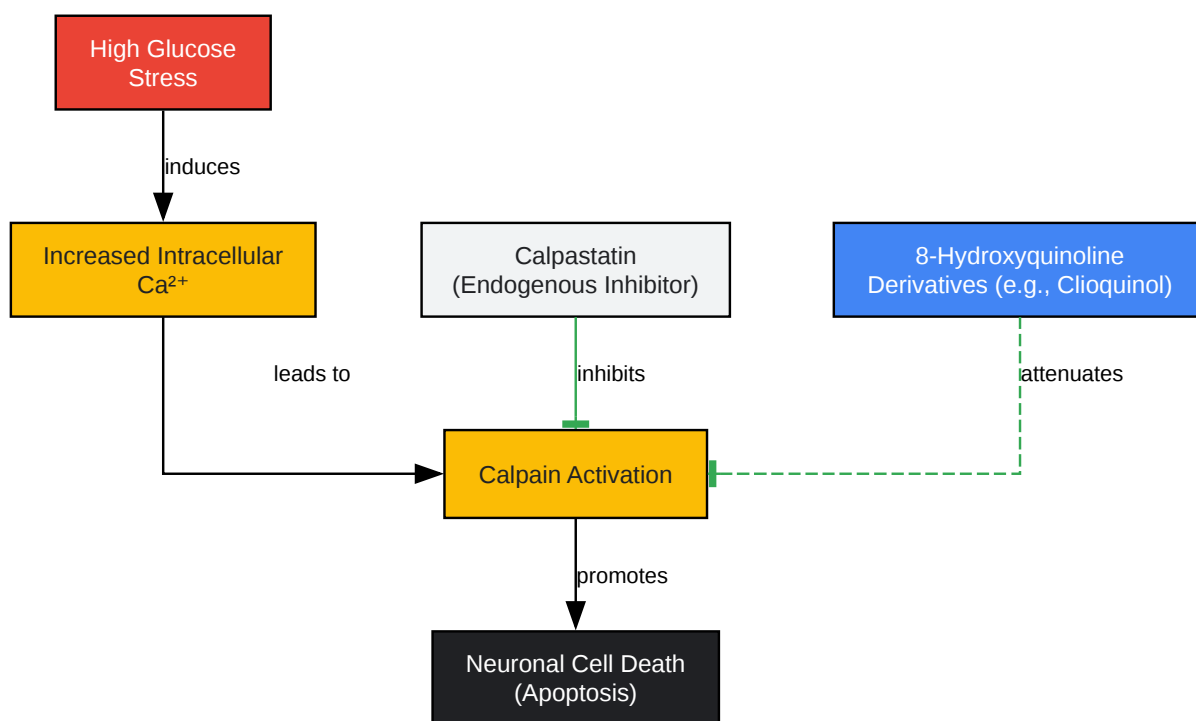 High Glucose
Stress
induces
Increased Intracellular
Ca²⁺
Calpastatin
(Endogenous Inhibitor)
8-Hydroxyquinoline
Derivatives (e.g., Clioquinol)
leads to
inhibits
attenuates
Calpain Activation
promotes
Neuronal Cell Death
(Apoptosis)